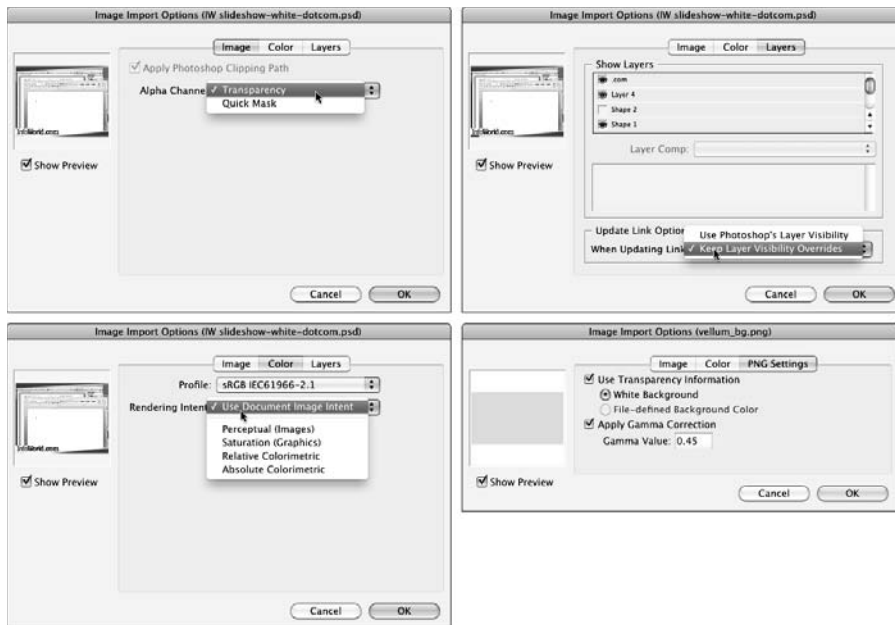 Image Import Options (IW slideshow-white-dotcom.psd)
Image Color Layers
Apply Photoshop Clipping Path
Alpha Channe
✓ Transparency
Quick Mask
InfoWorld.com
Show Preview
Cancel OK
Image Import Options (IW slideshow-white-dotcom.psd)
Image Color Layers
Show Layers
.com
Layer 4
Shape 2
Shape 1
Show Preview
Layer Comp:
Update Link Option
Use Photoshop's Layer Visibility
When Updating Link
✓ Keep Layer Visibility Overrides
Cancel OK
Image Import Options (IW slideshow-white-dotcom.psd)
Image Color Layers
Profile: sRGB IEC61966-2.1
Rendering Intent
✓ Use Document Image Intent
Perceptual (Images)
Saturation (Graphics)
Relative Colorimetric
Absolute Colorimetric
Show Preview
Cancel OK
Image Import Options (vellum_bg.png)
Image Color PNG Settings
Use Transparency Information
White Background
File-defined Background Color
Apply Gamma Correction
Gamma Value: 0.45
Show Preview
Cancel OK